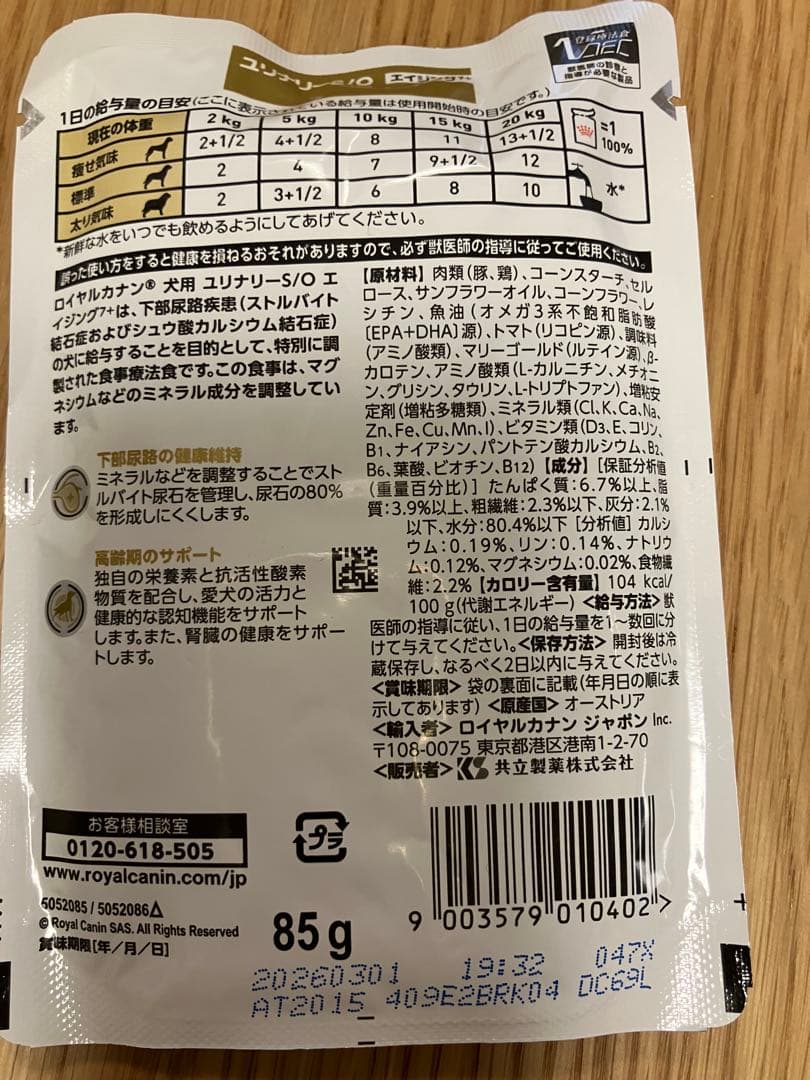 ユリナリーS/O エイジング7+
登録療法食
VDEC
獣医師の診察と
指導が必要な製品
1日の給与量の目安(ここに表示されている給与量は使用開始時の目安です。)
現在の体重 2 kg 5 kg 10 kg 15 kg 20 kg
痩せ気味 2+1/2 4+1/2 8 11 13+1/2
標準 2 4 7 9+1/2 12
太り気味 2 3+1/2 6 8 10
=1
100%
水*
*新鮮な水をいつでも飲めるようにしてあげてください。
誤った使い方をすると健康を損ねるおそれがありますので、必ず獣医師の指導に従ってご使用ください。
ロイヤルカナン® 犬用 ユリナリーS/O エ
イジング7+は、下部尿路疾患(ストルバイト
結石症およびシュウ酸カルシウム結石症)
の犬に給与することを目的として、特別に調
製された食事療法食です。この食事は、マグ
ネシウムなどのミネラル成分を調整してい
ます。
下部尿路の健康維持
ミネラルなどを調整することでスト
ルバイト尿石を管理し、尿石の80%
を形成しにくくします。
高齢期のサポート
独自の栄養素と抗活性酸素
物質を配合し、愛犬の活力と
健康的な認知機能をサポート
します。また、腎臓の健康をサポー
トします。
【原材料】肉類(豚、鶏)、コーンスターチ、セル
ロース、サンフラワーオイル、コーンフラワー、レ
シチン、魚油(オメガ3系不飽和脂肪酸
〔EPA+DHA〕源)、トマト(リコピン源)、調味料
(アミノ酸類)、マリーゴールド(ルテイン源)、β-
カロテン、アミノ酸類(L-カルニチン、メチオニ
ン、グリシン、タウリン、L-トリプトファン)、増粘安
定剤(増粘多糖類)、ミネラル類(Cl、K、Ca、Na、
Zn、Fe、Cu、Mn、I)、ビタミン類(D3、E、コリン、
B1、ナイアシン、パントテン酸カルシウム、B2、
B6、葉酸、ビオチン、B12)【成分】[保証分析値
(重量百分比)]たんぱく質:6.7%以上、脂
質:3.9%以上、粗繊維:2.3%以下、灰分:2.1%
以下、水分:80.4%以下[分析値]カルシ
ウム:0.19%、リン:0.14%、ナトリウ
ム:0.12%、マグネシウム:0.02%、食物繊
維:2.2%【カロリー含有量】104 kcal/
100 g(代謝エネルギー)<給与方法>獣
医師の指導に従い、1日の給与量を1〜数回に分
けて与えてください。<保存方法>開封後は冷
蔵保存し、なるべく2日以内に与えてください。
<賞味期限>袋の裏面に記載(年月日の順に表
示してあります)<原産国>オーストリア
<輸入者>ロイヤルカナン ジャポン Inc.
〒108-0075 東京都港区港南1-2-70
<販売者>KS 共立製薬株式会社
お客様相談室
0120-618-505
www.royalcanin.com/jp
プラ
5052085 / 5052086△
© Royal Canin SAS. All Rights Reserved
賞味期限[年/月/日]
85 g
9 003579 010402 >
20260301 19:32 047X
AT2015 409E2BRK04 DC69L